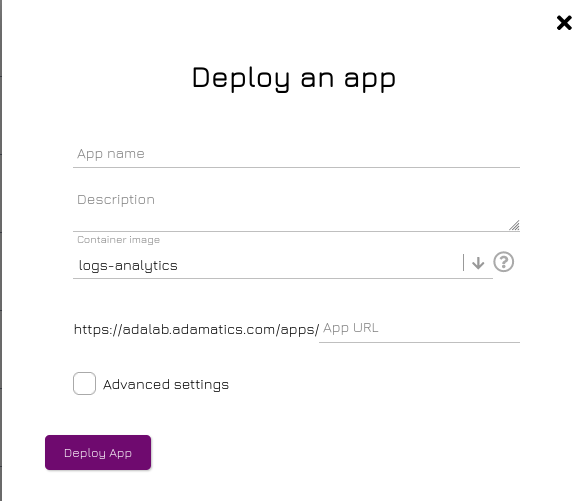 Deploy an app
App name
Description
Container image
logs-analytics
https://adalab.adamatics.com/apps/ App URL
Advanced settings
Deploy App